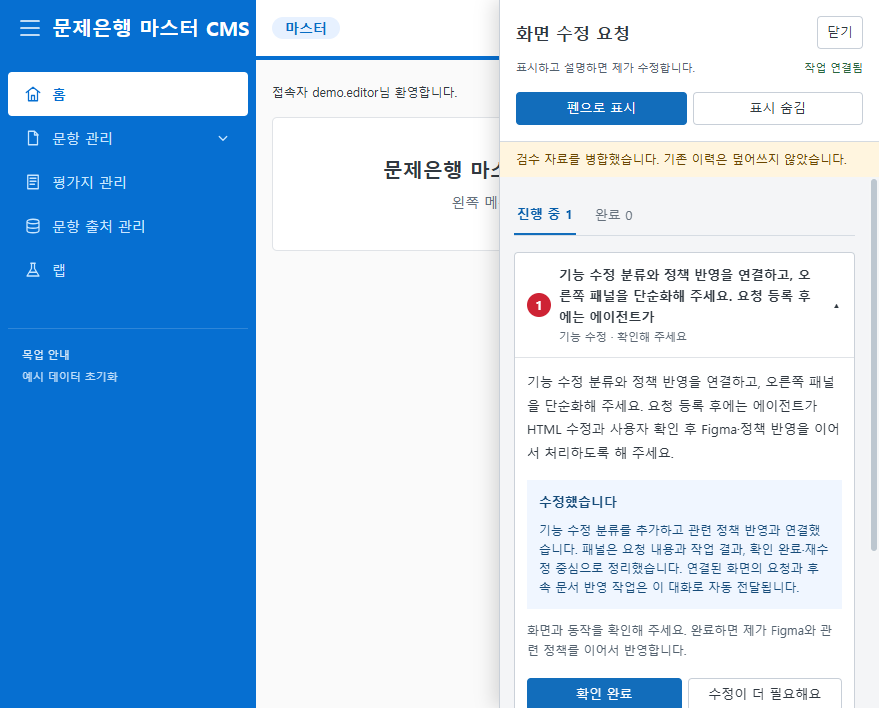 문제은행 마스터 CMS
홈
문항 관리
평가지 관리
문항 출처 관리
랩
목업 안내
예시 데이터 초기화
마스터
접속자 demo.editor님 환영합니다.
문제은행 마스
왼쪽 메
화면 수정 요청
닫기
표시하고 설명하면 제가 수정합니다.
작업 연결됨
펜으로 표시
표시 숨김
검수 자료를 병합했습니다. 기존 이력은 덮어쓰지 않았습니다.
진행 중 1
완료 0
1
기능 수정 분류와 정책 반영을 연결하고, 오
른쪽 패널을 단순화해 주세요. 요청 등록 후
에는 에이전트가
기능 수정 · 확인해 주세요
기능 수정 분류와 정책 반영을 연결하고, 오른쪽 패널
을 단순화해 주세요. 요청 등록 후에는 에이전트가
HTML 수정과 사용자 확인 후 Figma·정책 반영을 이어
서 처리하도록 해 주세요.
수정했습니다
기능 수정 분류를 추가하고 관련 정책 반영과 연결했
습니다. 패널은 요청 내용과 작업 결과, 확인 완료·재수
정 중심으로 정리했습니다. 연결된 화면의 요청과 후
속 문서 반영 작업은 이 대화로 자동 전달됩니다.
화면과 동작을 확인해 주세요. 완료하면 제가 Figma와 관
련 정책을 이어서 반영합니다.
확인 완료
수정이 더 필요해요